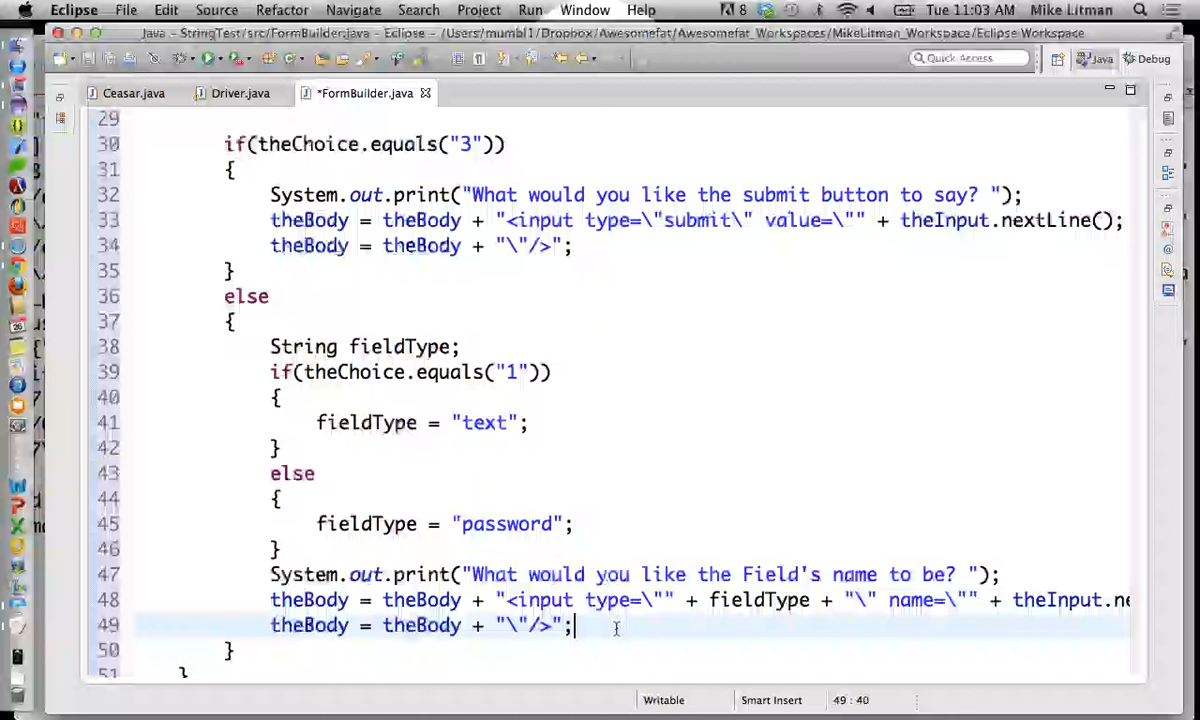 Eclipse File Edit Source Refactor Navigate Search Project Run Window Help 8 Tue 11:03 AM Mike Litman
Java - StringTest/src/FormBuilder.java - Eclipse - /Users/mumbl1/Dropbox/Awesomefat/Awesomefat_Workspaces/MikeLitman_Workspace/Eclipse Workspace
Quick Access Java Debug
Ceasar.java Driver.java *FormBuilder.java
29
30 if(theChoice.equals("3"))
31 {
32 System.out.print("What would you like the submit button to say? ");
33 theBody = theBody + "<input type=\"submit\" value=\"" + theInput.nextLine();
34 theBody = theBody + "\"/>";
35 }
36 else
37 {
38 String fieldType;
39 if(theChoice.equals("1"))
40 {
41 fieldType = "text";
42 }
43 else
44 {
45 fieldType = "password";
46 }
47 System.out.print("What would you like the Field's name to be? ");
48 theBody = theBody + "<input type=\"" + fieldType + "\" name=\"" + theInput.ne
49 theBody = theBody + "\"/>";
50 }
51 }
Writable Smart Insert 49 : 40